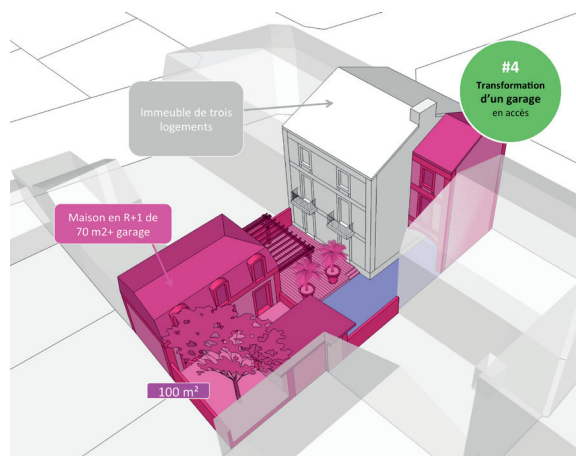 #4
Transformation
d'un garage
en accès
Immeuble de trois
logements
Maison en R+1 de
70 m2+ garage
100 m²